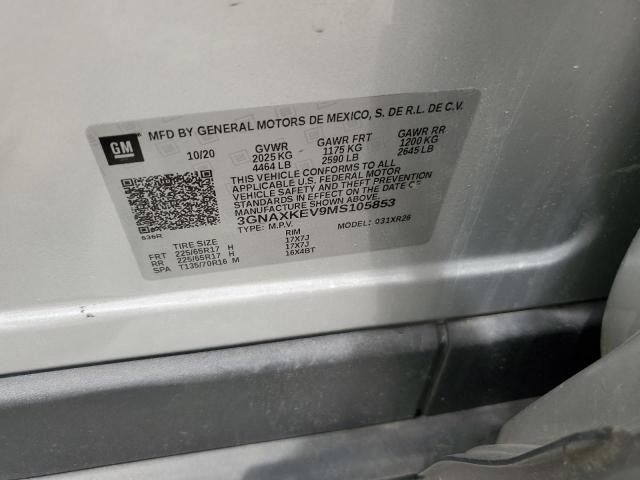 GM MFD BY GENERAL MOTORS DE MEXICO, S. DE R.L. DE C.V.
10/20 GVWR GAWR FRT GAWR RR
2025 KG 1175 KG 1200 KG
4464 LB 2590 LB 2645 LB
THIS VEHICLE CONFORMS TO ALL
APPLICABLE U.S. FEDERAL MOTOR
VEHICLE SAFETY AND THEFT PREVENTION
STANDARDS IN EFFECT ON THE DATE OF
MANUFACTURE SHOWN ABOVE.
3GNAXKEV9MS105853
TYPE: M.P.V. MODEL: 031XR26
636R
TIRE SIZE RIM
FRT 225/65R17 H 17X7J
RR 225/65R17 H 17X7J
SPA T135/70R16 M 16X4BT